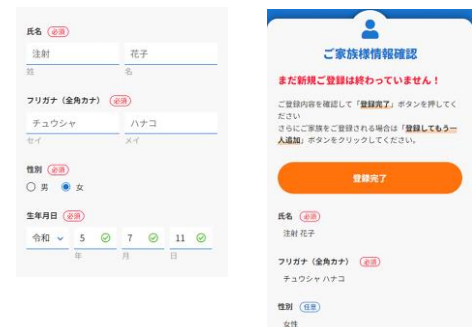 氏名 必須
注射 花子
姓 名
フリガナ（全角カナ） 必須
チュウシャ ハナコ
セイ メイ
性別 必須
男 女
生年月日 必須
令和 5 7 11
年 月 日
ご家族様情報確認
まだ新規ご登録は終わっていません！
ご登録内容を確認して「登録完了」ボタンを押してく
ださい
さらにご家族をご登録される場合は「登録してもう一
人追加」ボタンをクリックしてください。
登録完了
氏名 必須
注射 花子
フリガナ（全角カナ） 必須
チュウシャ ハナコ
性別 任意
女性